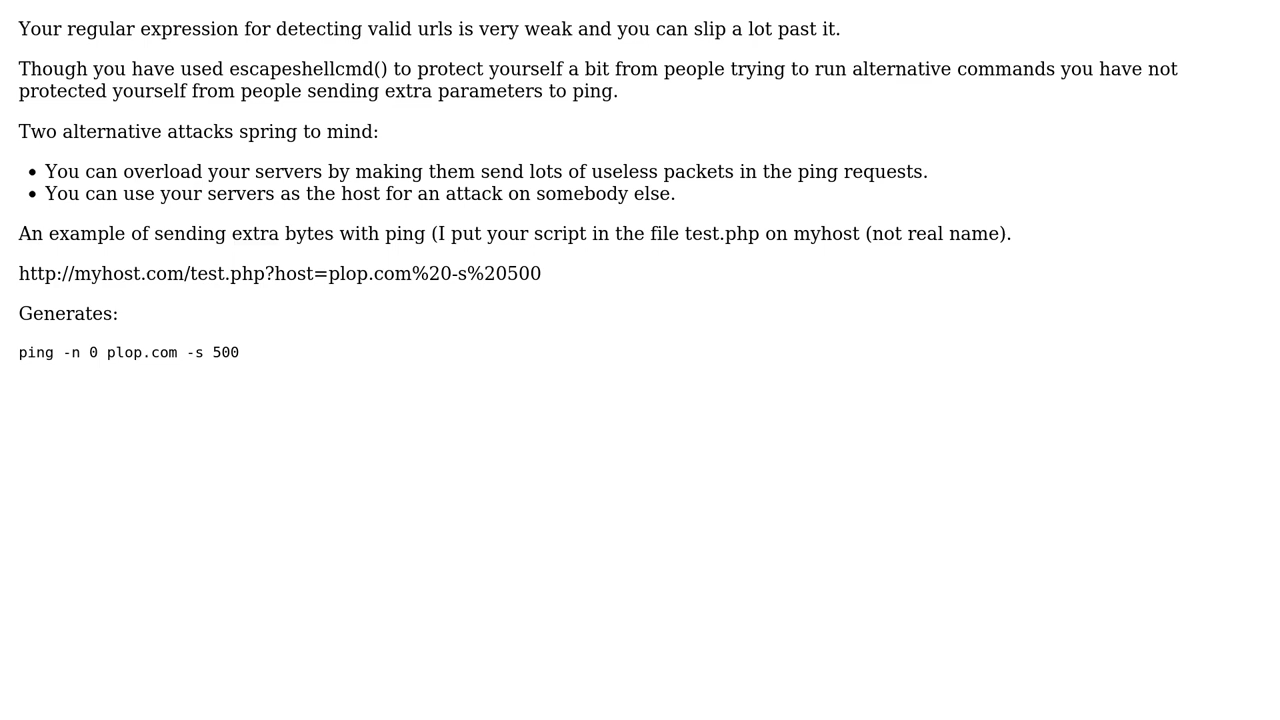 Your regular expression for detecting valid urls is very weak and you can slip a lot past it.
Though you have used escapeshellcmd() to protect yourself a bit from people trying to run alternative commands you have not
protected yourself from people sending extra parameters to ping.
Two alternative attacks spring to mind:
• You can overload your servers by making them send lots of useless packets in the ping requests.
• You can use your servers as the host for an attack on somebody else.
An example of sending extra bytes with ping (I put your script in the file test.php on myhost (not real name).
http://myhost.com/test.php?host=plop.com%20-s%20500
Generates:
ping -n 0 plop.com -s 500